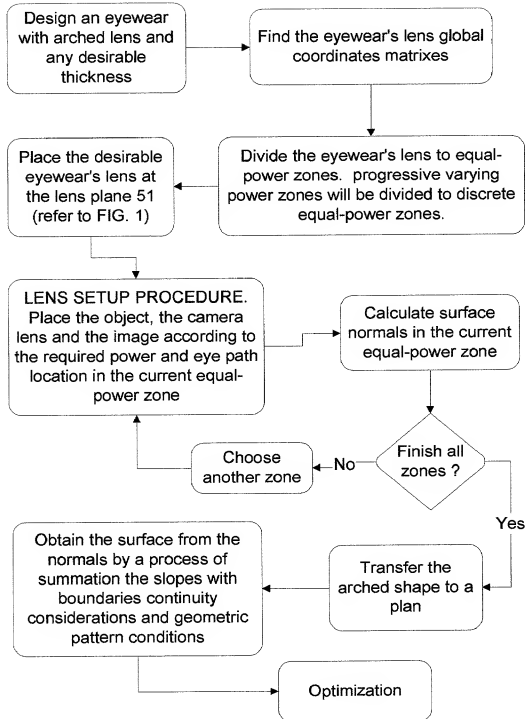 Design an eyewear
with arched lens and
any desirable
thickness
Find the eyewear's lens global
coordinates matrixes
Divide the eyewear's lens to equal-
power zones. progressive varying
power zones will be divided to discrete
equal-power zones.
Place the desirable
eyewear's lens at
the lens plane 51
(refer to FIG. 1)
LENS SETUP PROCEDURE.
Place the object, the camera
lens and the image according to
the required power and eye path
location in the current equal-
power zone
Calculate surface
normals in the current
equal-power zone
Finish all
zones ?
No
Choose
another zone
Yes
Transfer the
arched shape to a
plan
Obtain the surface from the
normals by a process of
summation the slopes with
boundaries continuity
considerations and geometric
pattern conditions
Optimization